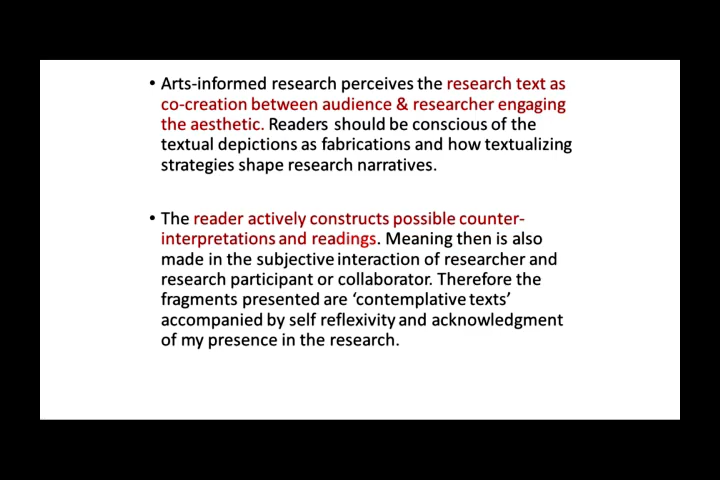 • Arts-informed research perceives the research text as
co-creation between audience & researcher engaging
the aesthetic. Readers should be conscious of the
textual depictions as fabrications and how textualizing
strategies shape research narratives.
• The reader actively constructs possible counter-
interpretations and readings. Meaning then is also
made in the subjective interaction of researcher and
research participant or collaborator. Therefore the
fragments presented are ‘contemplative texts’
accompanied by self reflexivity and acknowledgment
of my presence in the research.